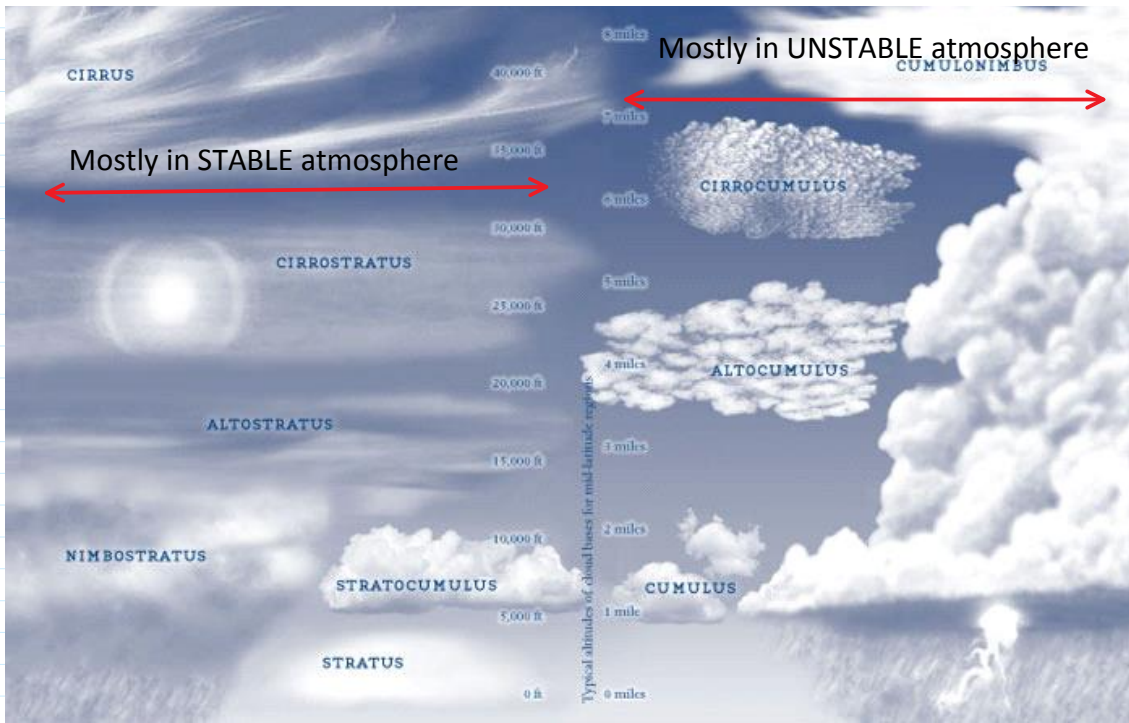 8 miles
Mostly in UNSTABLE atmosphere
CIRRUS
40,000 ft
CUMULONIMBUS
7 miles
Mostly in STABLE atmosphere
35,000 ft
CIRROCUMULUS
6 miles
30,000 ft
CIRROSTRATUS
5 miles
25,000 ft
4 miles
ALTOCUMULUS
20,000 ft
ALTOSTRATUS
3 miles
15,000 ft
2 miles
10,000 ft
NIMBOSTRATUS
STRATOCUMULUS
CUMULUS
5,000 ft
1 mile
STRATUS
0 ft
0 miles
Typical altitudes of cloud bases for mid-latitude regions